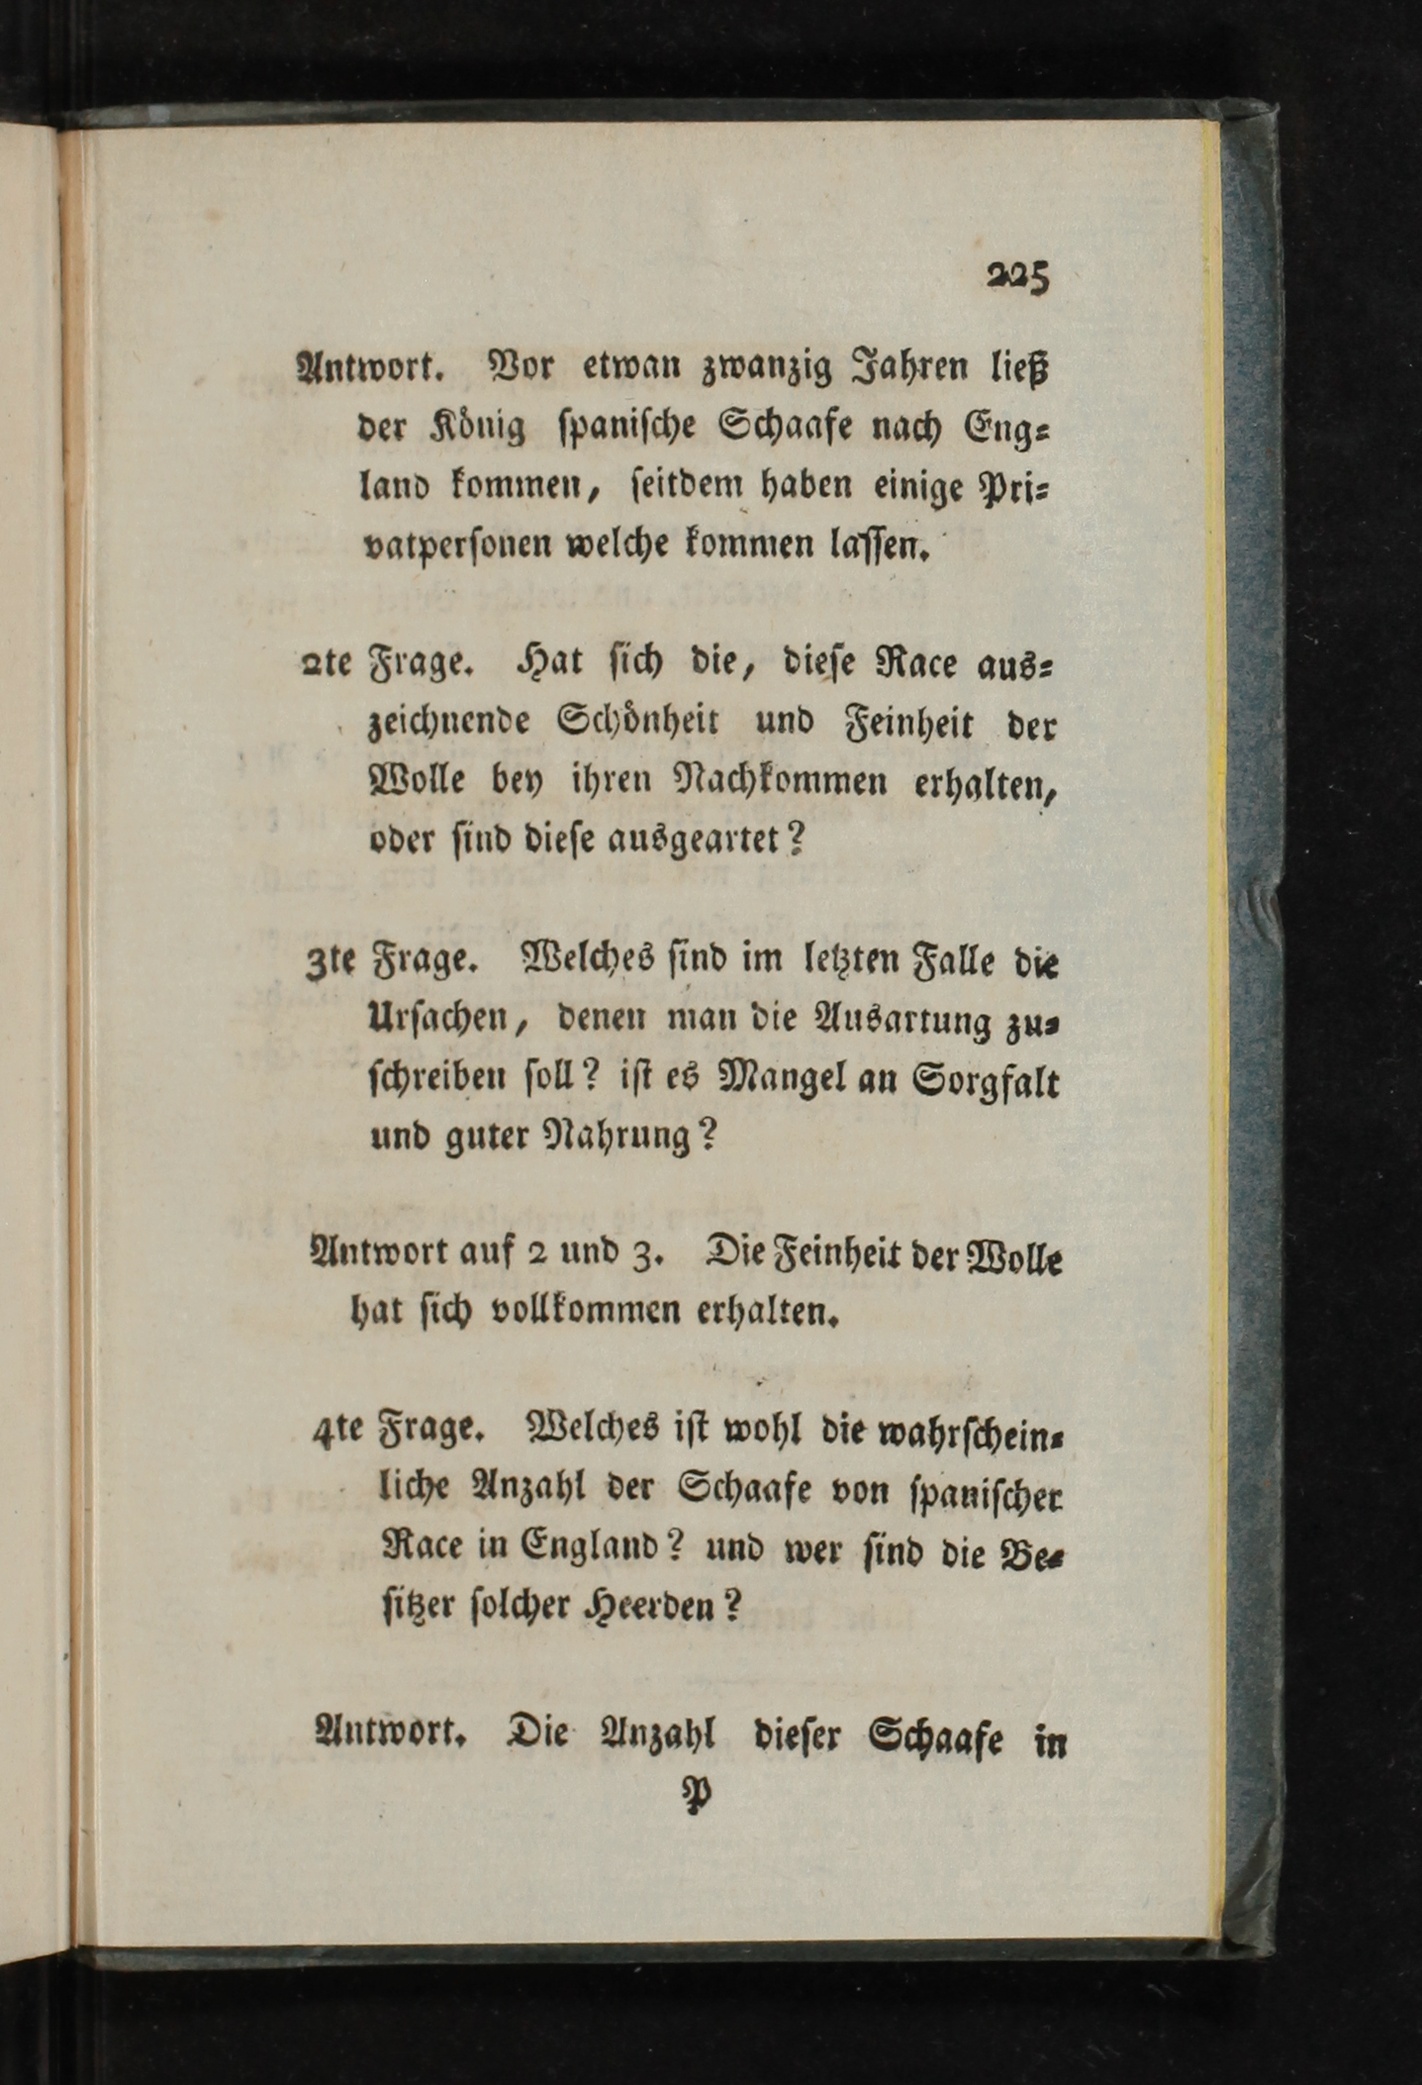 225
Antwort. Vor etwan zwanzig Jahren ließ
der König spanische Schaafe nach Eng⸗
land kommen, seitdem haben einige Pri⸗
vatpersonen welche kommen lassen.
2te Frage. Hat sich die, diese Race aus⸗
zeichnende Schönheit und Feinheit der
Wolle bey ihren Nachkommen erhalten,
oder sind diese ausgeartet?
3te Frage. Welches sind im letzten Falle die
Ursachen, denen man die Ausartung zu⸗
schreiben soll? ist es Mangel an Sorgfalt
und guter Nahrung?
Antwort auf 2 und 3. Die Feinheit der Wolle
hat sich vollkommen erhalten.
4te Frage. Welches ist wohl die wahrschein⸗
liche Anzahl der Schaafe von spanischer
Race in England? und wer sind die Be⸗
sitzer solcher Heerden?
Antwort. Die Anzahl dieser Schaafe in
P